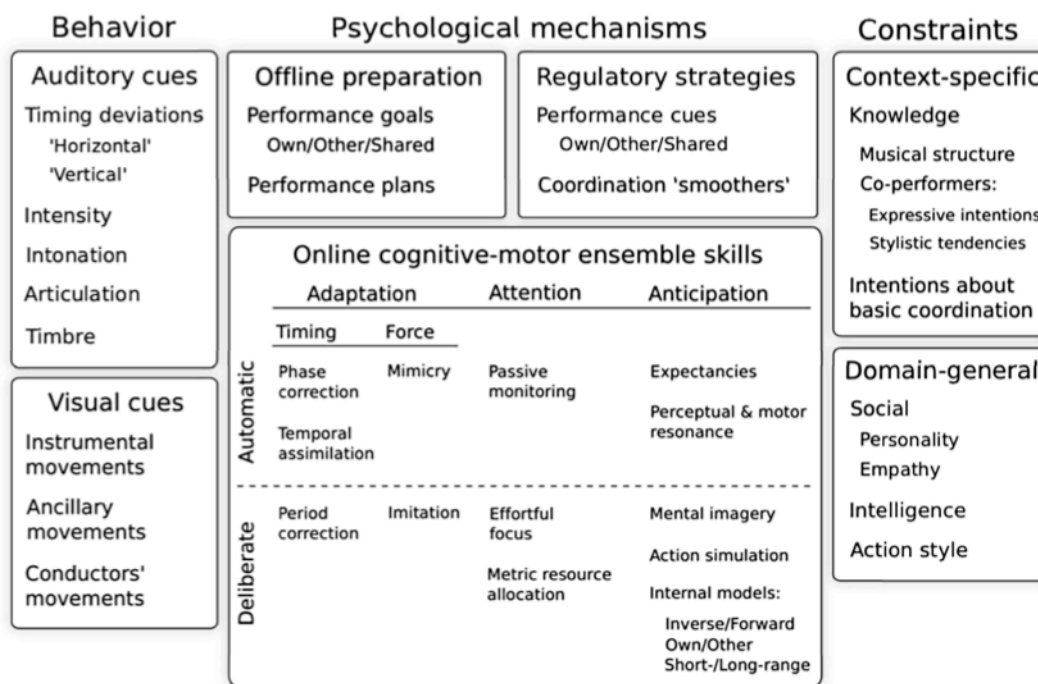 Behavior
Psychological mechanisms
Constraints
Auditory cues
Timing deviations
'Horizontal'
'Vertical'
Intensity
Intonation
Articulation
Timbre
Visual cues
Instrumental
movements
Ancillary
movements
Conductors'
movements
Offline preparation
Performance goals
Own/Other/Shared
Performance plans
Regulatory strategies
Performance cues
Own/Other/Shared
Coordination 'smoothers'
Online cognitive-motor ensemble skills
Adaptation
Attention
Anticipation
Timing
Force
Automatic
Phase
correction
Temporal
assimilation
Mimicry
Passive
monitoring
Expectancies
Perceptual & motor
resonance
Deliberate
Period
correction
Imitation
Effortful
focus
Metric resource
allocation
Mental imagery
Action simulation
Internal models:
Inverse/Forward
Own/Other
Short-/Long-range
Context-specific
Knowledge
Musical structure
Co-performers:
Expressive intentions
Stylistic tendencies
Intentions about
basic coordination
Domain-general
Social
Personality
Empathy
Intelligence
Action style